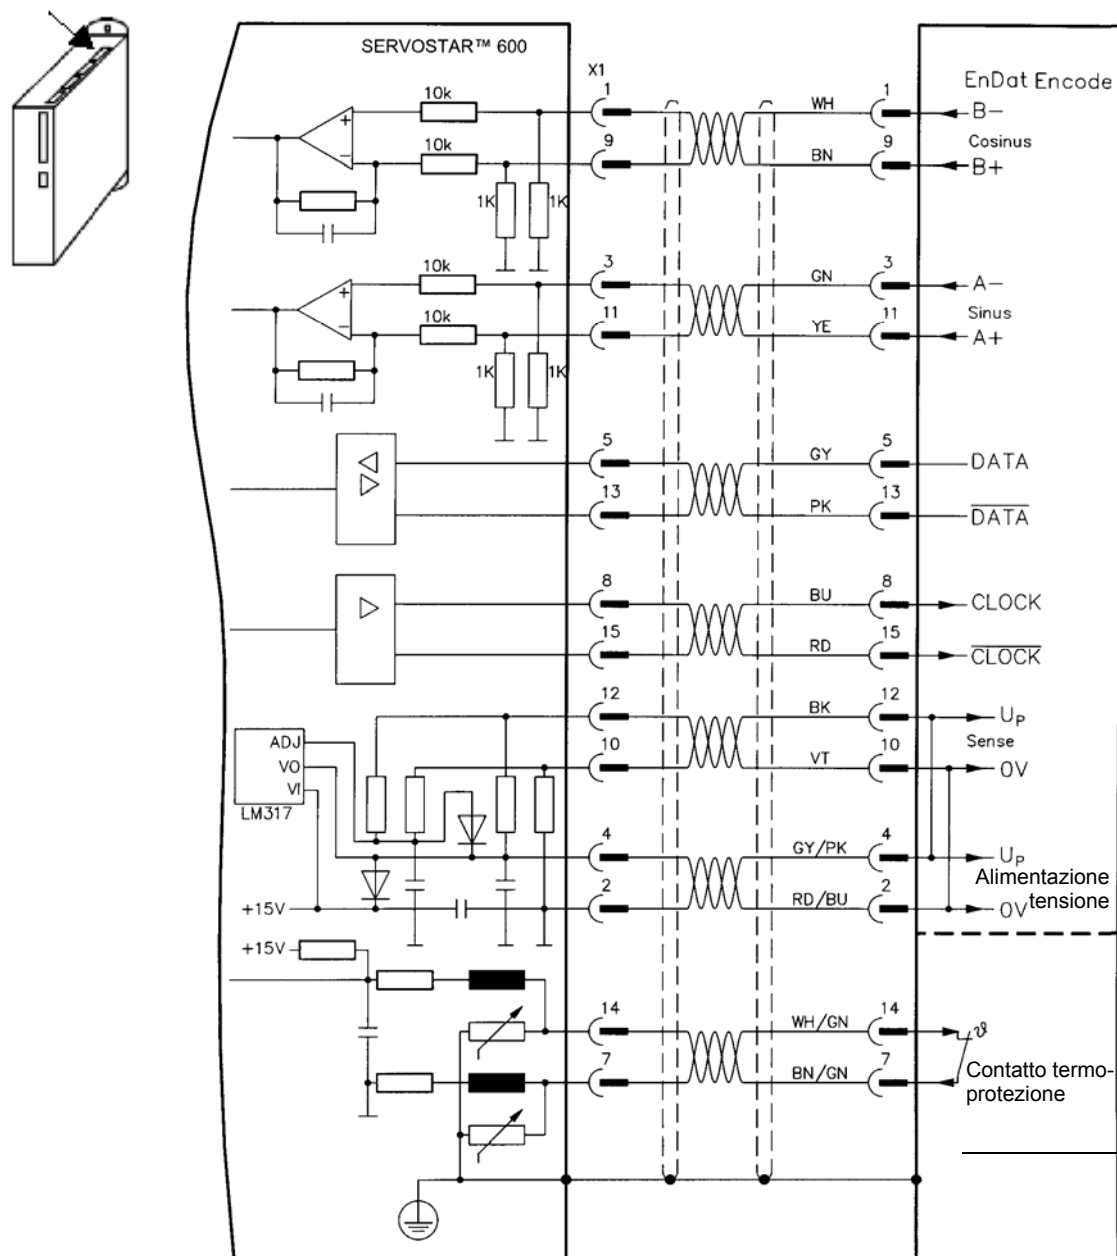 SERVOSTAR™ 600
X1
EnDat Encode
10k 1 WH 1 B-
Cosinus
10k 9 BN 9 B+
1K 1K
10k 3 GN 3 A-
Sinus
10k 11 YE 11 A+
1K 1K
5 GY 5 DATA
13 PK 13 DATA
8 BU 8 CLOCK
15 RD 15 CLOCK
12 BK 12 UP
Sense
ADJ 10 VT 10 0V
VO
VI
LM317
4 GY/PK 4 UP
Alimentazione
tensione
+15V 2 RD/BU 2 0V
+15V
14 WH/GN 14 ϑ
7 BN/GN 7 Contatto termo-
protezione